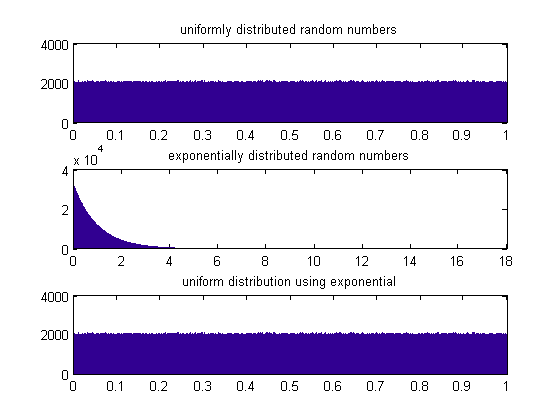 uniformly distributed random numbers
4000
2000
0
0 0.1 0.2 0.3 0.4 0.5 0.6 0.7 0.8 0.9 1
x 10^4
exponentially distributed random numbers
4
2
0
0 2 4 6 8 10 12 14 16 18
uniform distribution using exponential
4000
2000
0
0 0.1 0.2 0.3 0.4 0.5 0.6 0.7 0.8 0.9 1